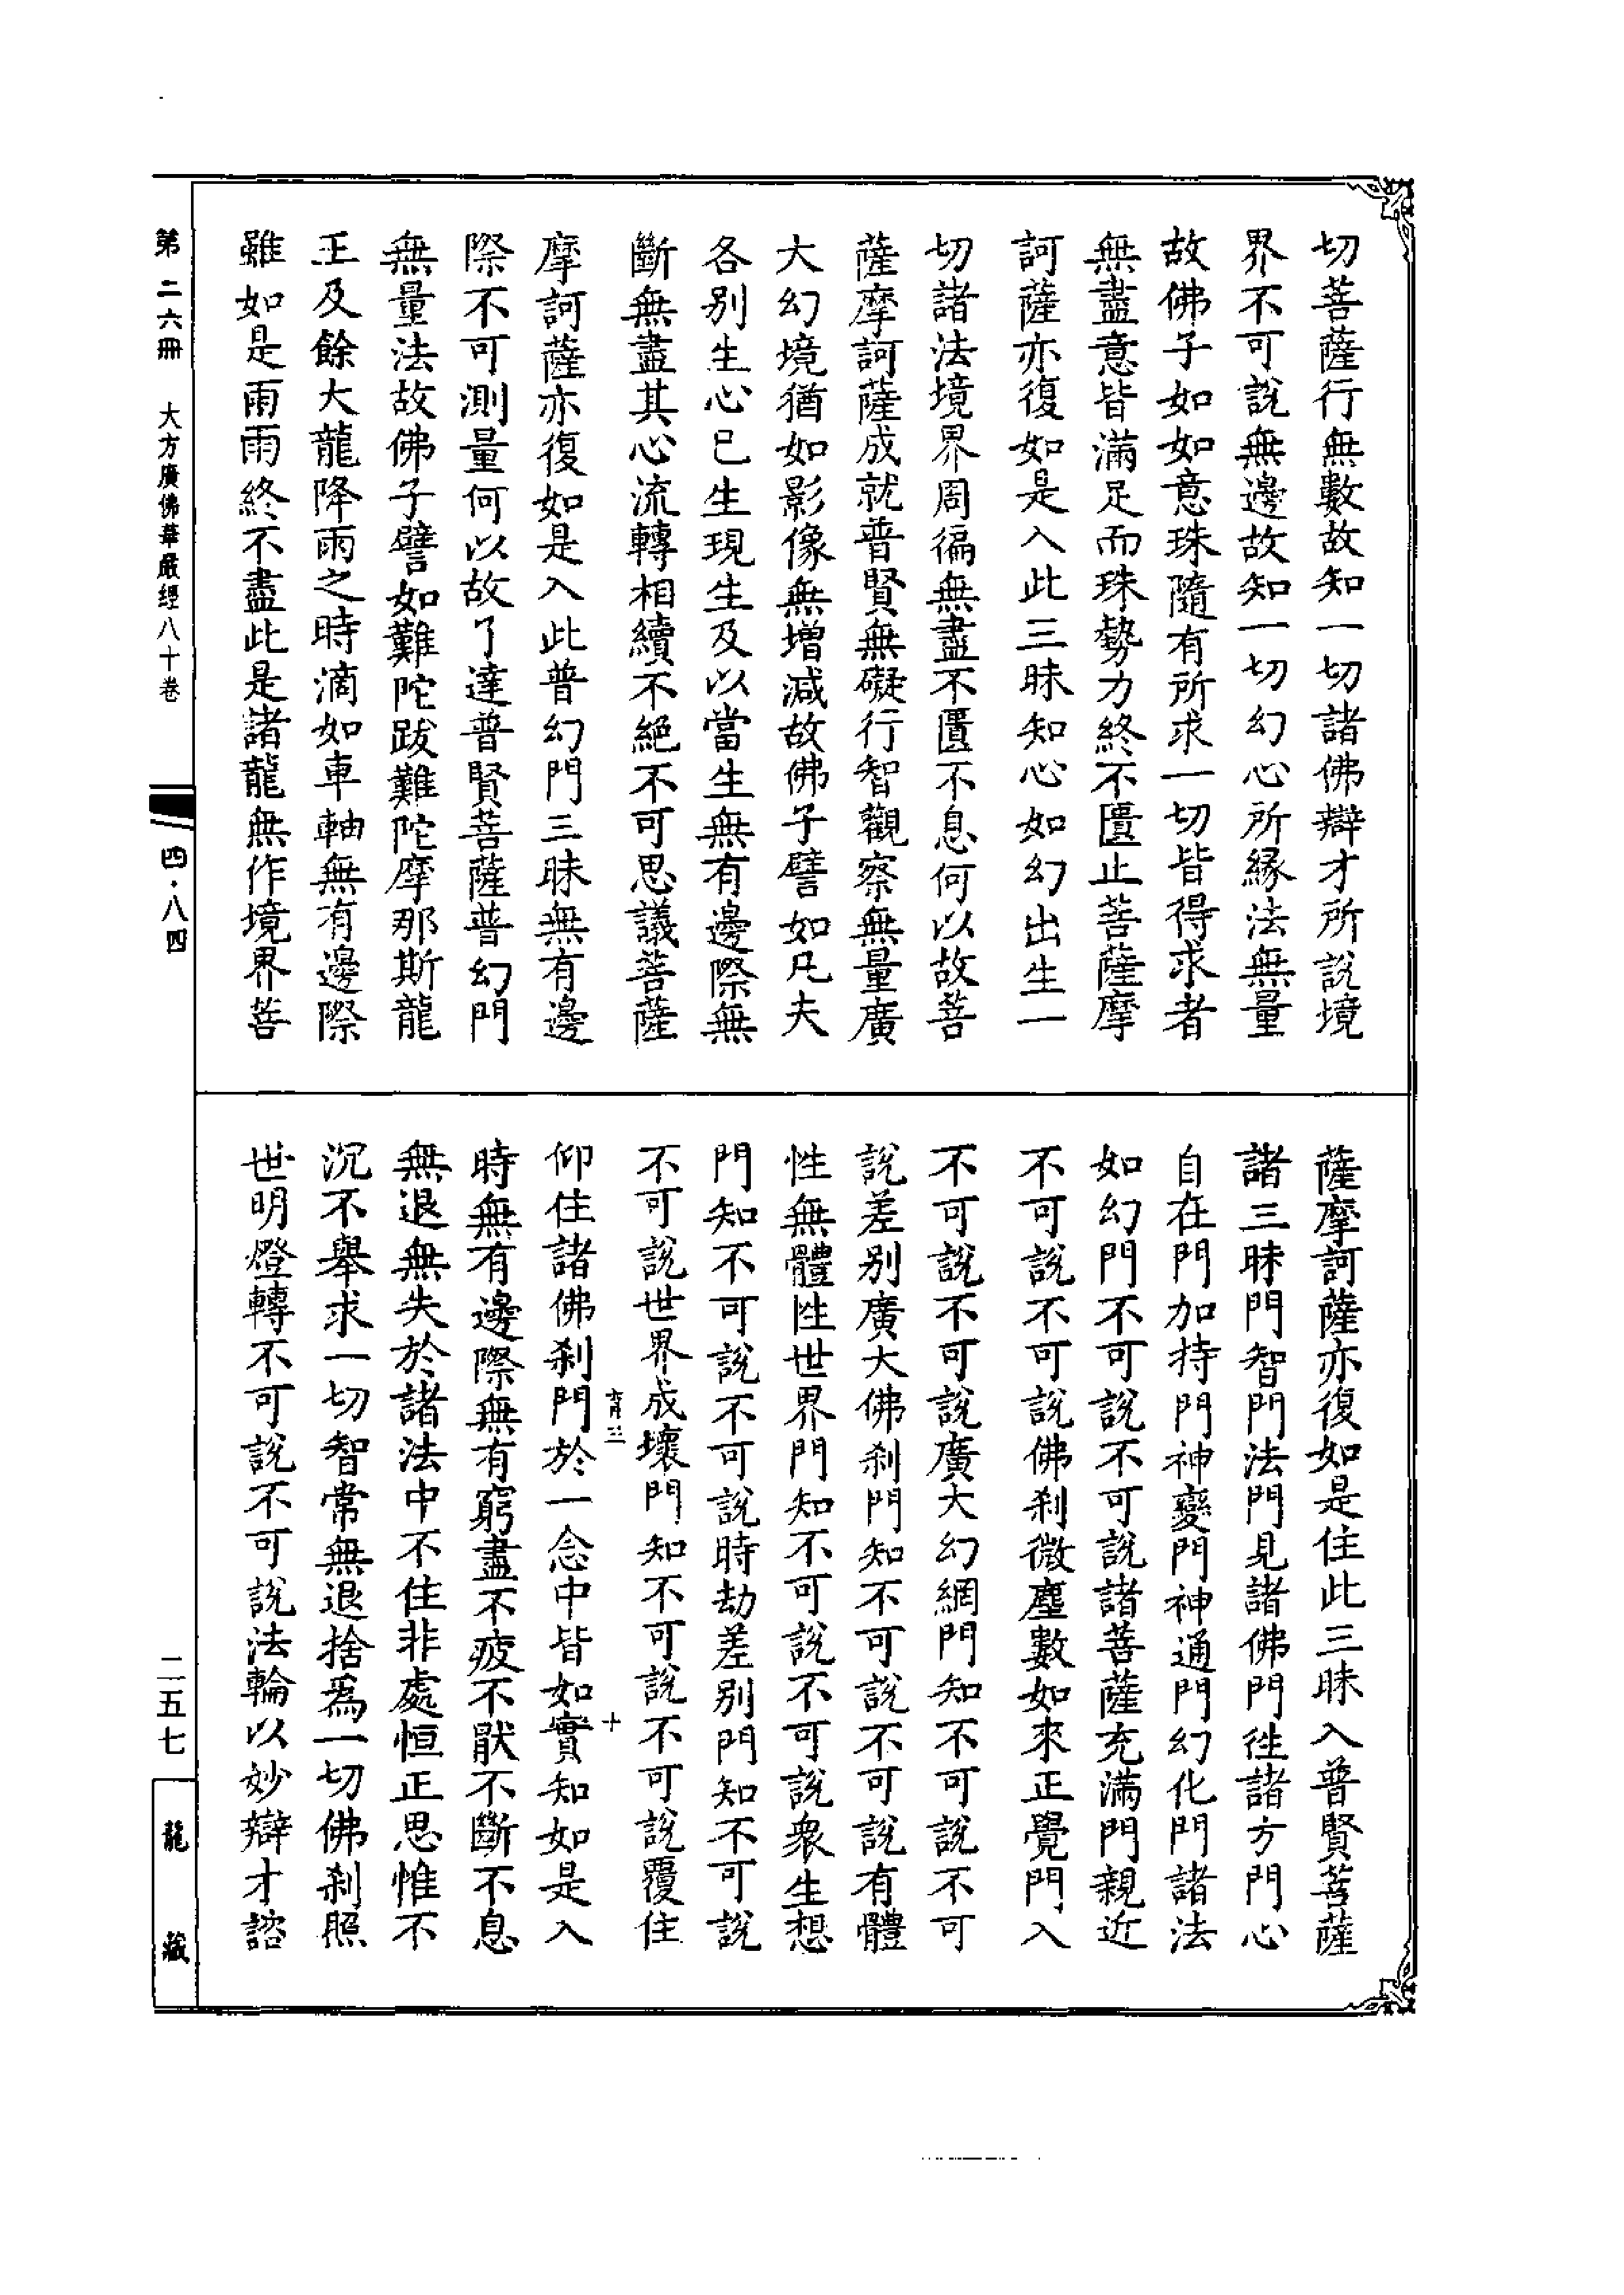 切菩薩行無數故知一切諸佛辯才所說境
界不可說無邊故知一切幻心所緣法無量
故佛子如如意珠隨有所求一切皆得求者
無盡意皆滿足而珠勢力終不匱止菩薩摩
訶薩亦復如是入此三昧知心如幻出生一
切諸法境界周徧無盡不匱不息何以故菩
薩摩訶薩成就普賢無礙行智觀察無量廣
大幻境猶如影像無增減故佛子譬如凡夫
各別生心已生現生及以當生無有邊際無
斷無盡其心流轉相續不絕不可思議菩薩
摩訶薩亦復如是入此普幻門三昧無有邊
際不可測量何以故了達普賢菩薩普幻門
無量法故佛子譬如難陀跋難陀摩那斯龍
王及餘大龍降雨之時滴如車軸無有邊際
雖如是雨雨終不盡此是諸龍無作境界菩
薩摩訶薩亦復如是住此三昧入普賢菩薩
諸三昧門智門法門見諸佛門徃諸方門心
自在門加持門神變門神通門幻化門諸法
如幻門不可說不可說諸菩薩充滿門親近
不可說不可說佛剎微塵數如來正覺門入
不可說不可說廣大幻網門知不可說不可
說差別廣大佛剎門知不可說不可說有體
性無體性世界門知不可說不可說衆生想
門知不可說不可說時劫差別門知不可說
不可說世界成壞門知不可說不可說覆住
仰住諸佛剎門於一念中皆如實知如是入
時無有邊際無有窮盡不疲不厭不斷不息
無退無失於諸法中不住非處恒正思惟不
沉不舉求一切智常無退捨爲一切佛剎照
世明燈轉不可說不可說法輪以妙辯才諮
十
第二六冊 大方廣佛華嚴經八十卷
四·八四
二五七
龍藏